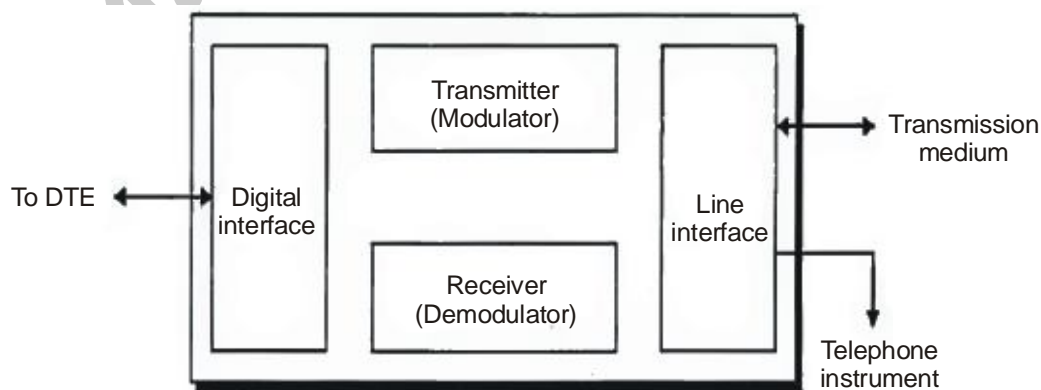 Transmitter
(Modulator)
Transmission
medium
To DTE
Digital
interface
Line
interface
Receiver
(Demodulator)
Telephone
instrument